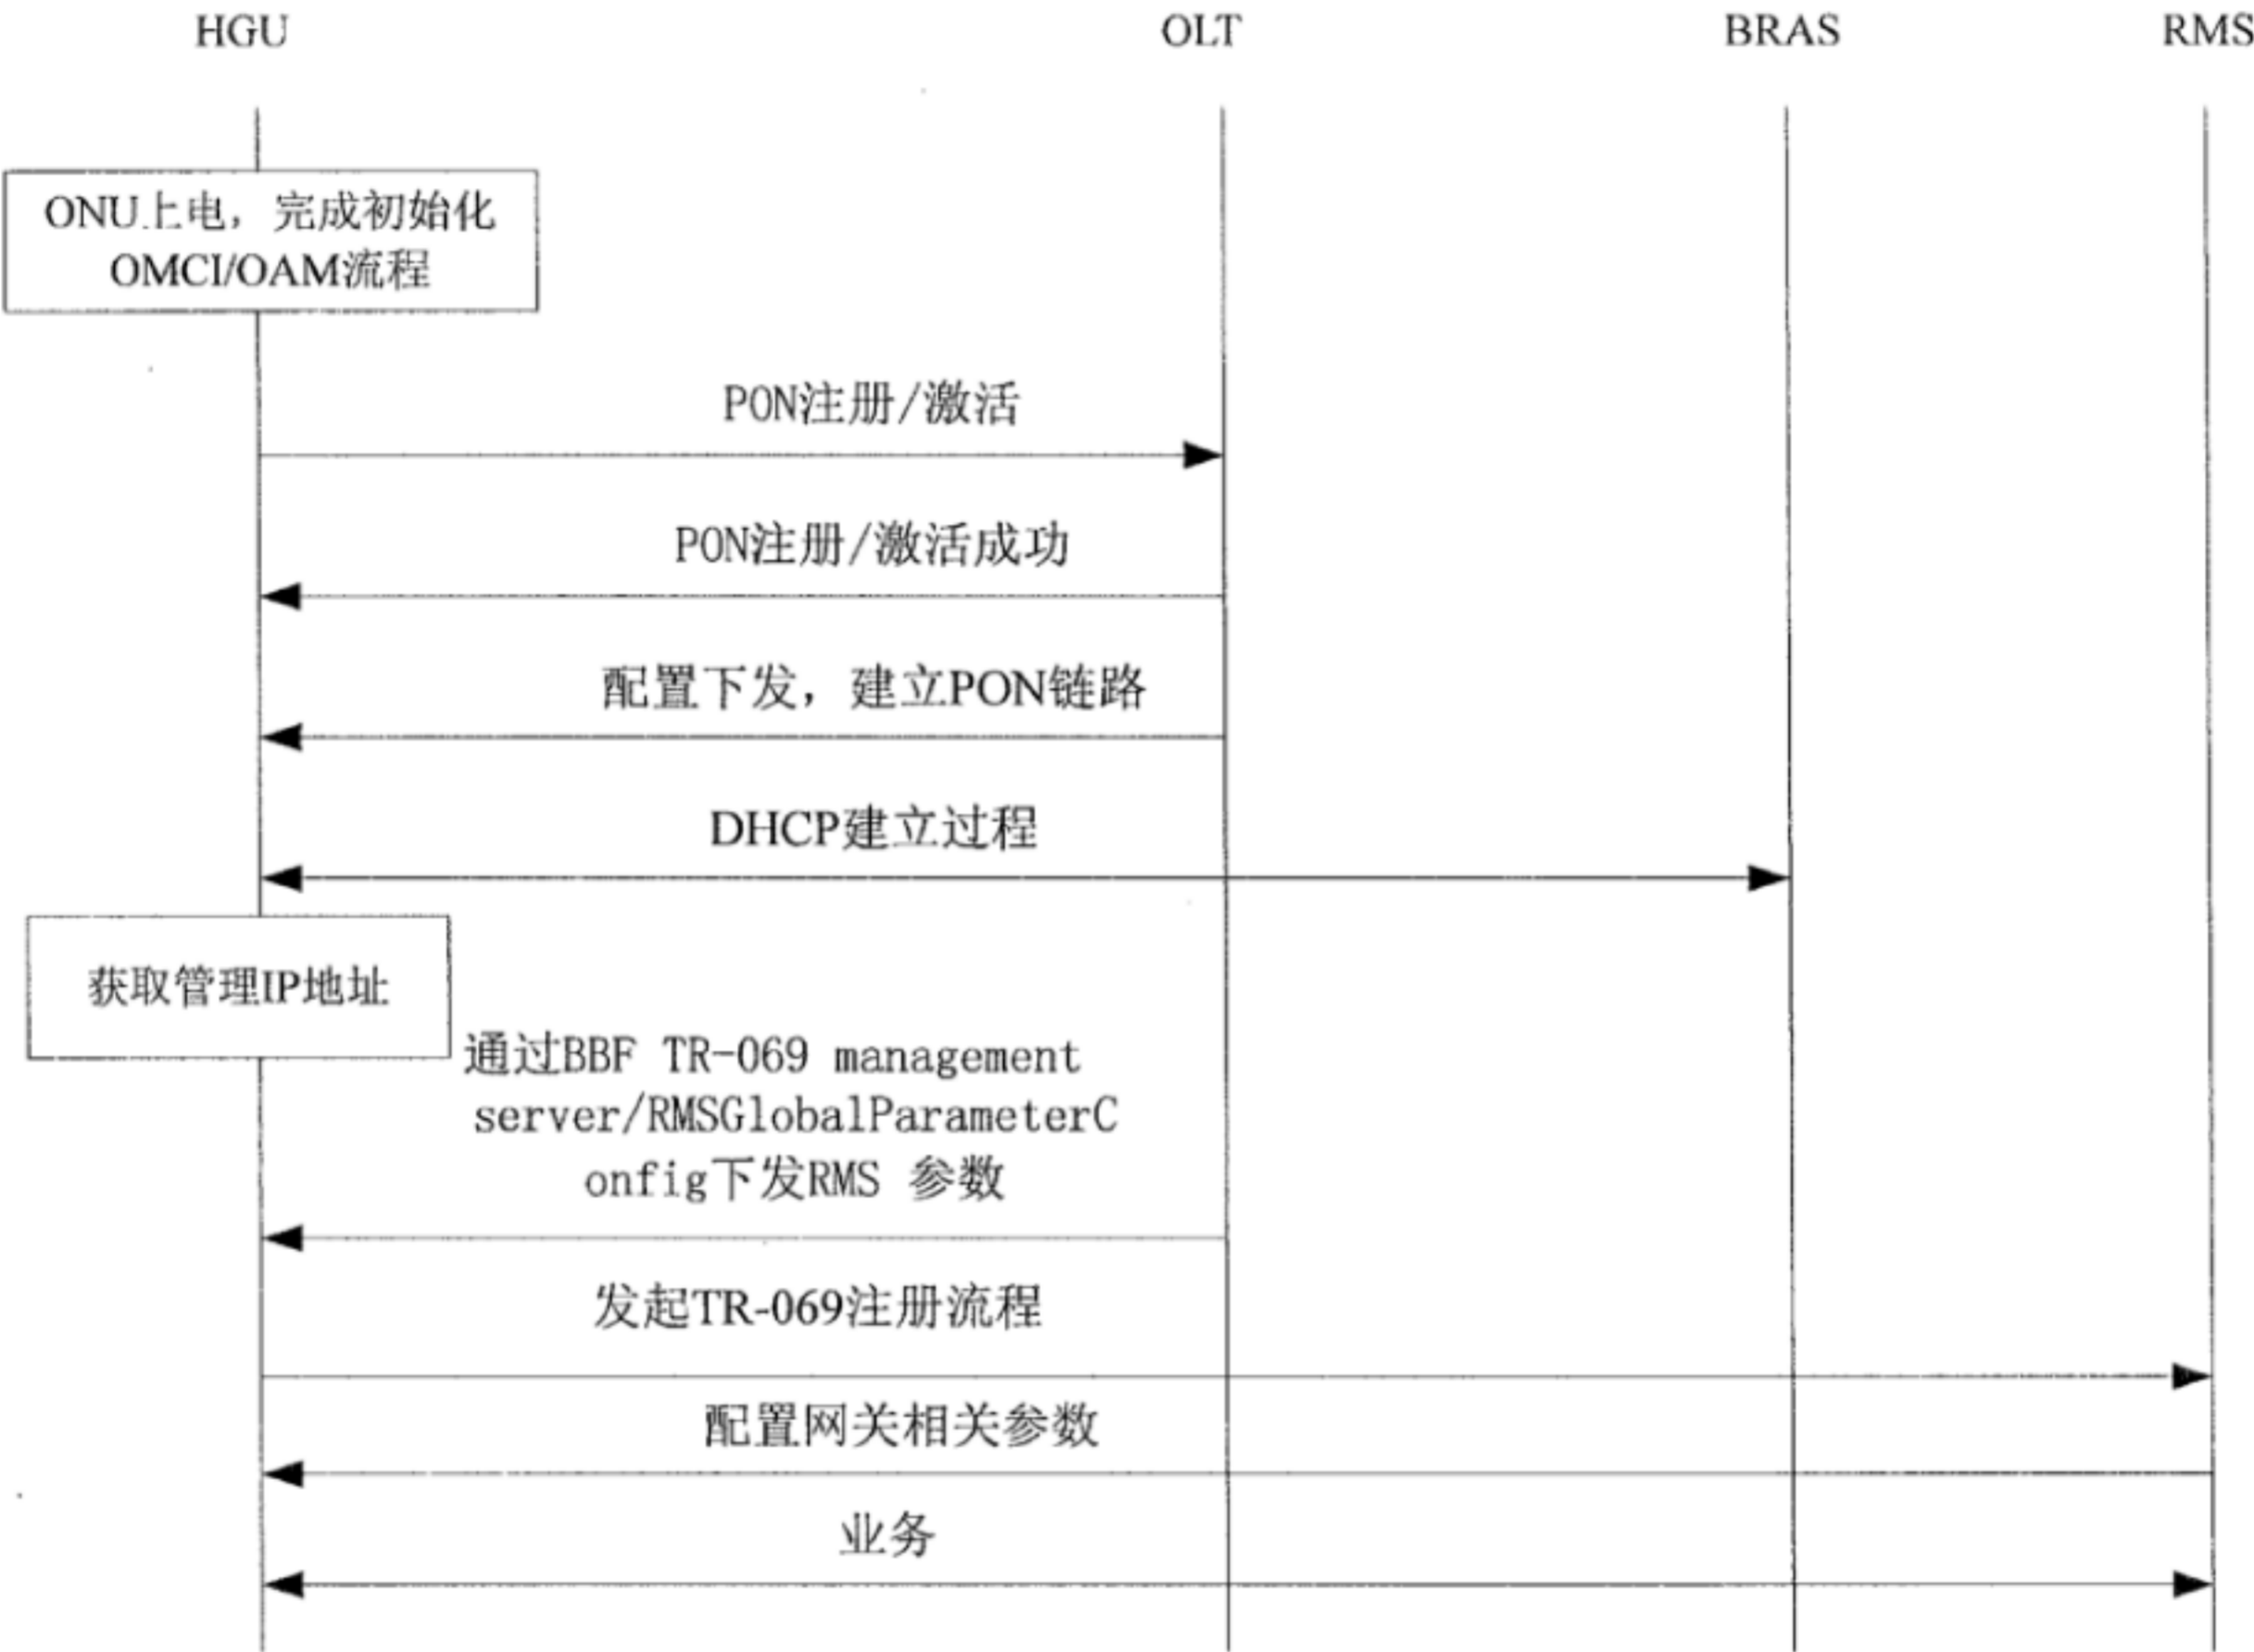 HGU OLT BRAS RMS
ONU上电，完成初始化
OMCI/OAM流程
PON注册/激活
PON注册/激活成功
配置下发，建立PON链路
DHCP建立过程
获取管理IP地址
通过BBF TR-069 management
server/RMSGlobalParameterC
onfig下发RMS 参数
发起TR-069注册流程
配置网关相关参数
业务